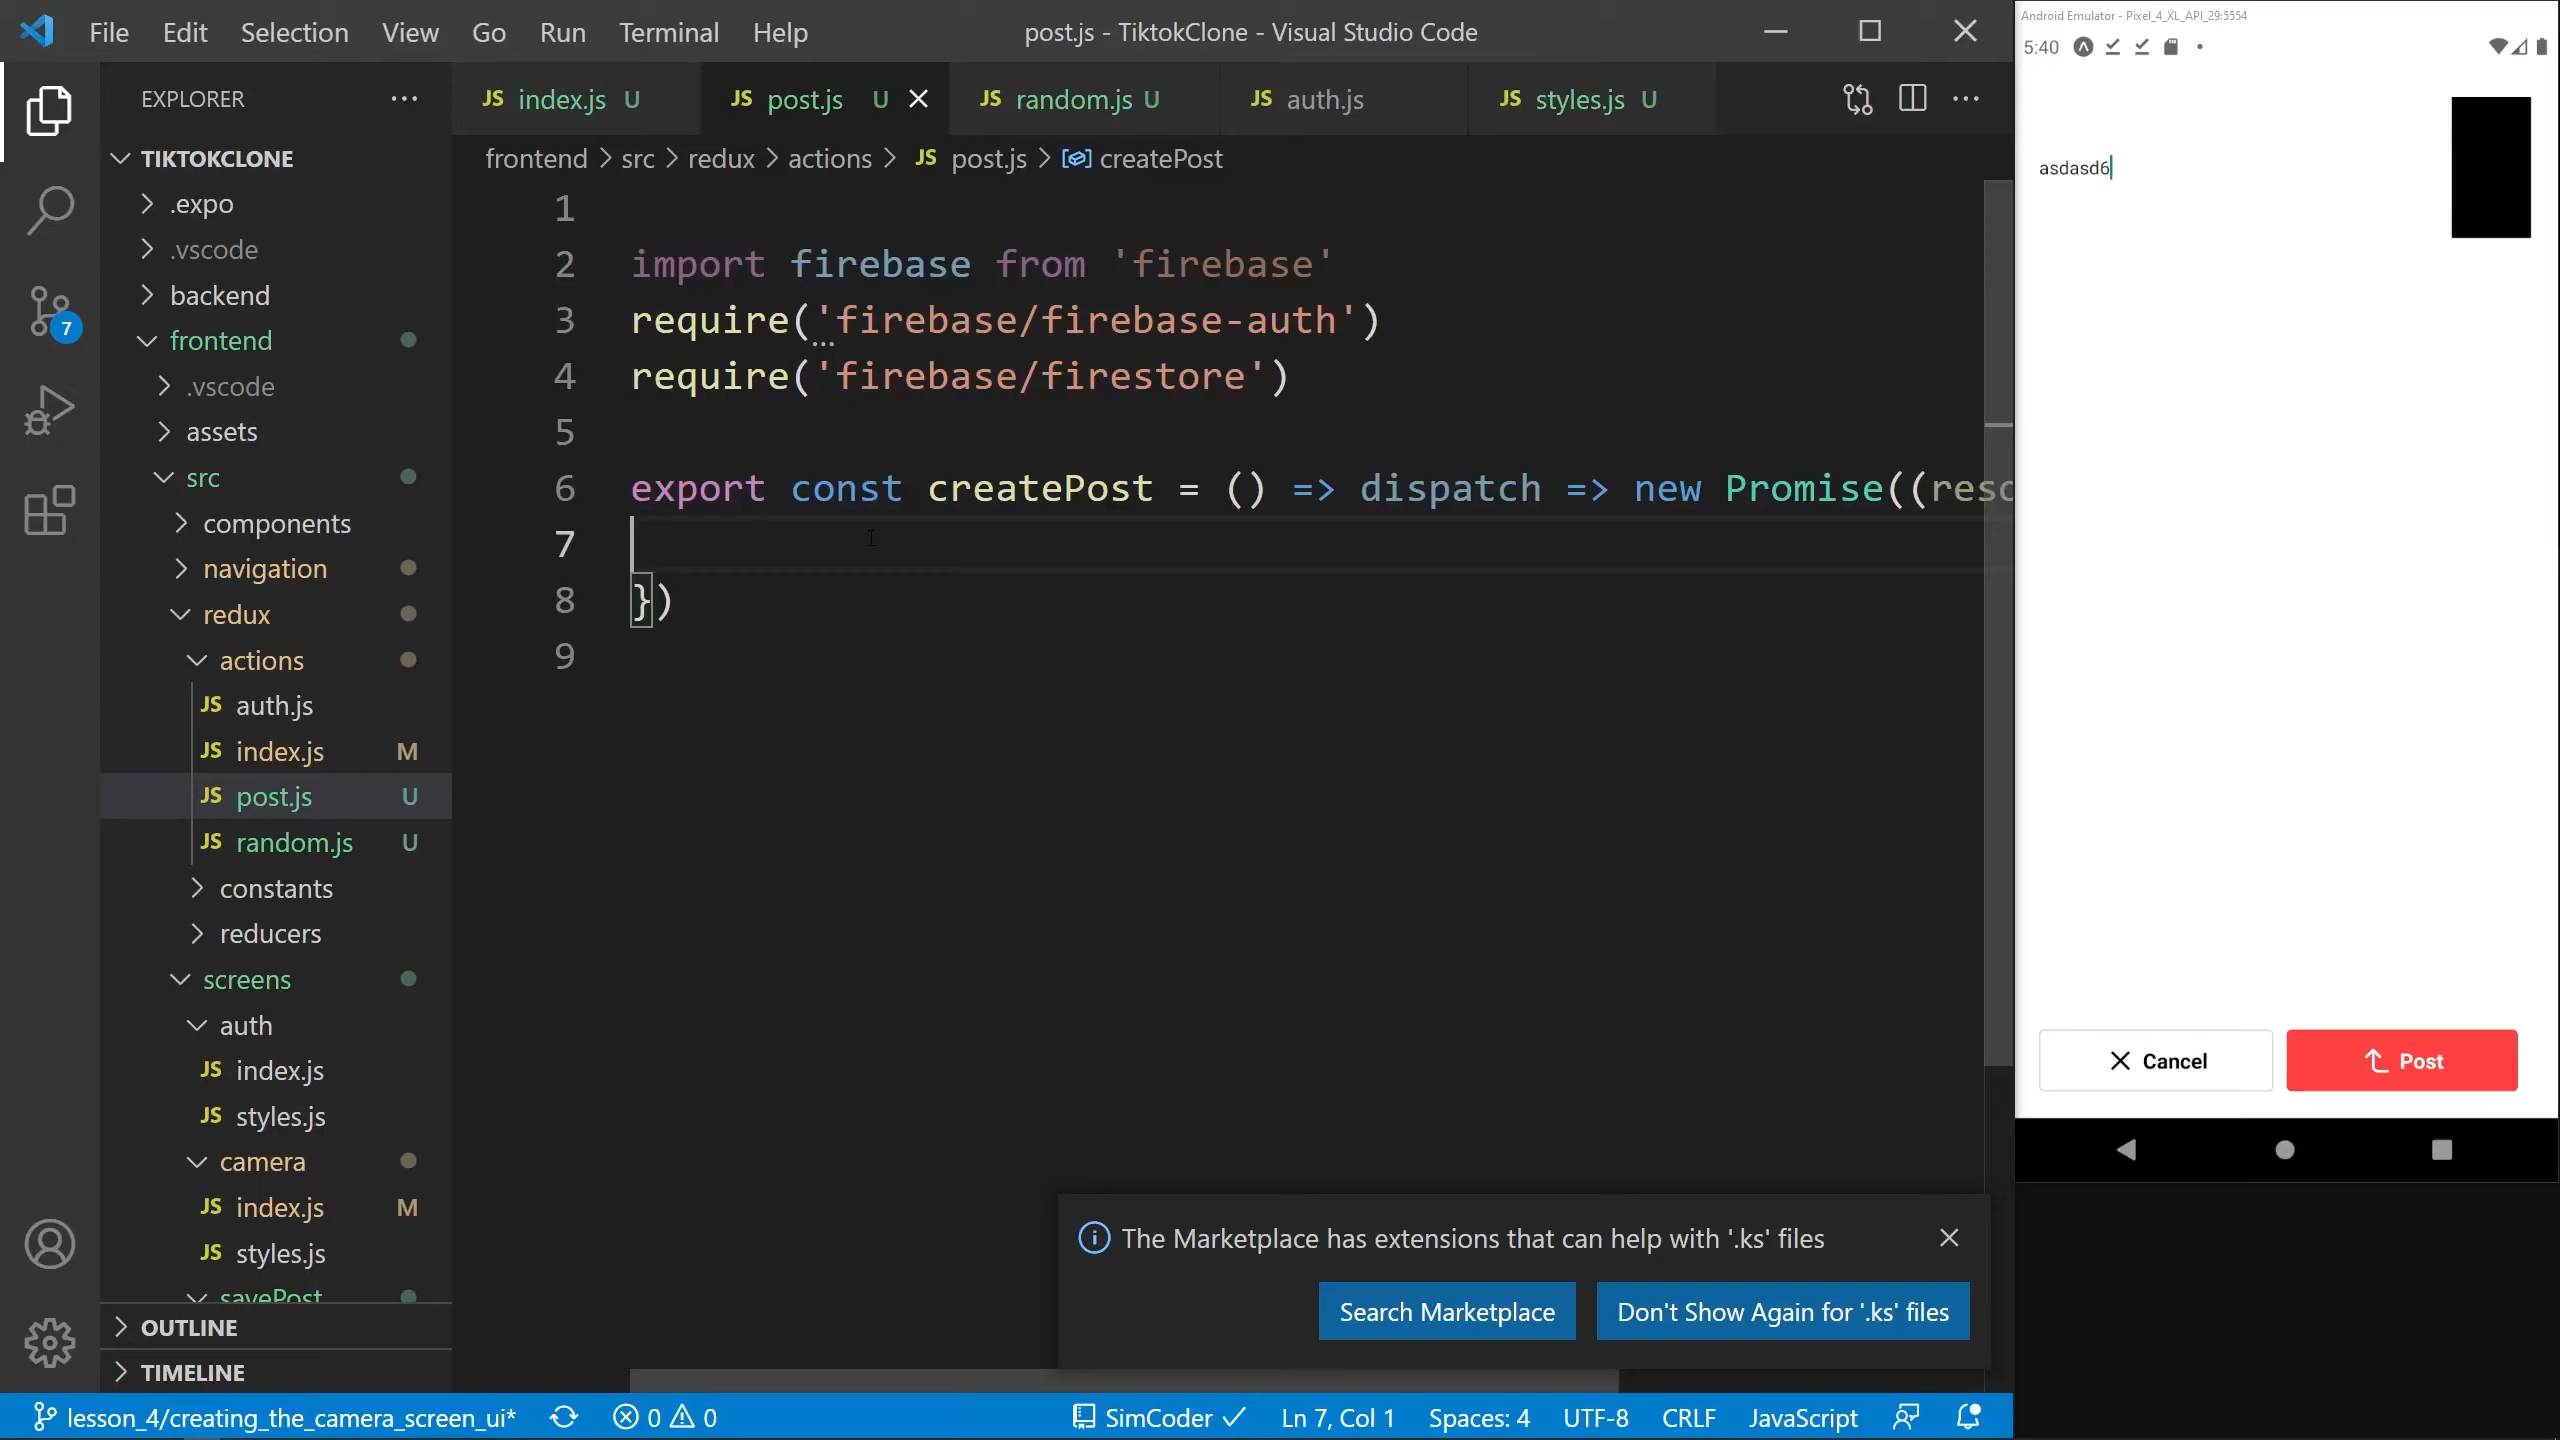 File Edit Selection View Go Run Terminal Help
post.js - TiktokClone - Visual Studio Code
EXPLORER
TIKTOKCLONE
.expo
.vscode
backend
frontend
.vscode
assets
src
components
navigation
redux
actions
JS auth.js
JS index.js M
JS post.js U
JS random.js U
constants
reducers
screens
auth
JS index.js
JS styles.js
camera
JS index.js M
JS styles.js
savePost
OUTLINE
TIMELINE
7
JS index.js U
JS post.js U
JS random.js U
JS auth.js
JS styles.js U
frontend > src > redux > actions > JS post.js > createPost
1
2 import firebase from 'firebase'
3 require('firebase/firebase-auth')
4 require('firebase/firestore')
5
6 export const createPost = () => dispatch => new Promise((reso
7
8 })
9
The Marketplace has extensions that can help with '.ks' files
Search Marketplace
Don't Show Again for '.ks' files
lesson_4/creating_the_camera_screen_ui* 0 0 SimCoder Ln 7, Col 1 Spaces: 4 UTF-8 CRLF JavaScript
Android Emulator - Pixel_4_XL_API_29:5554
5:40
asdasd6
Cancel
Post